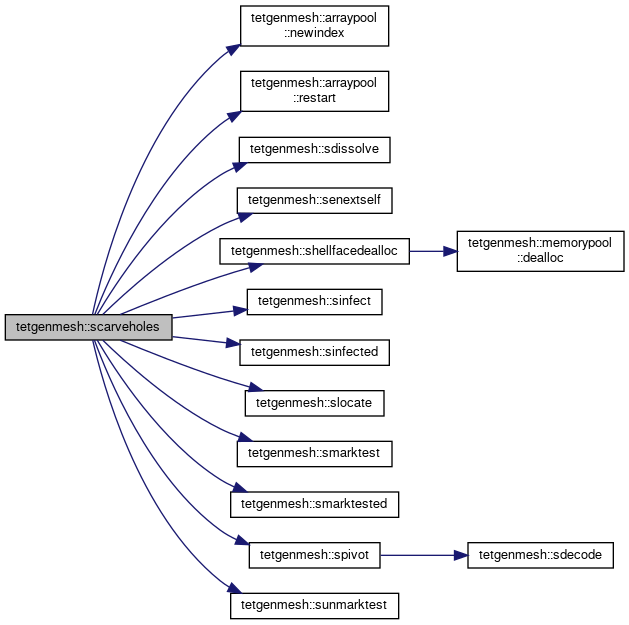 tetgenmesh::arraypool
::newindex
tetgenmesh::arraypool
::restart
tetgenmesh::sdissolve
tetgenmesh::senextself
tetgenmesh::shellfacedealloc
tetgenmesh::memorypool
::dealloc
tetgenmesh::sinfect
tetgenmesh::scarveholes
tetgenmesh::sinfected
tetgenmesh::slocate
tetgenmesh::smarktest
tetgenmesh::smarktested
tetgenmesh::spivot
tetgenmesh::sdecode
tetgenmesh::sunmarktest